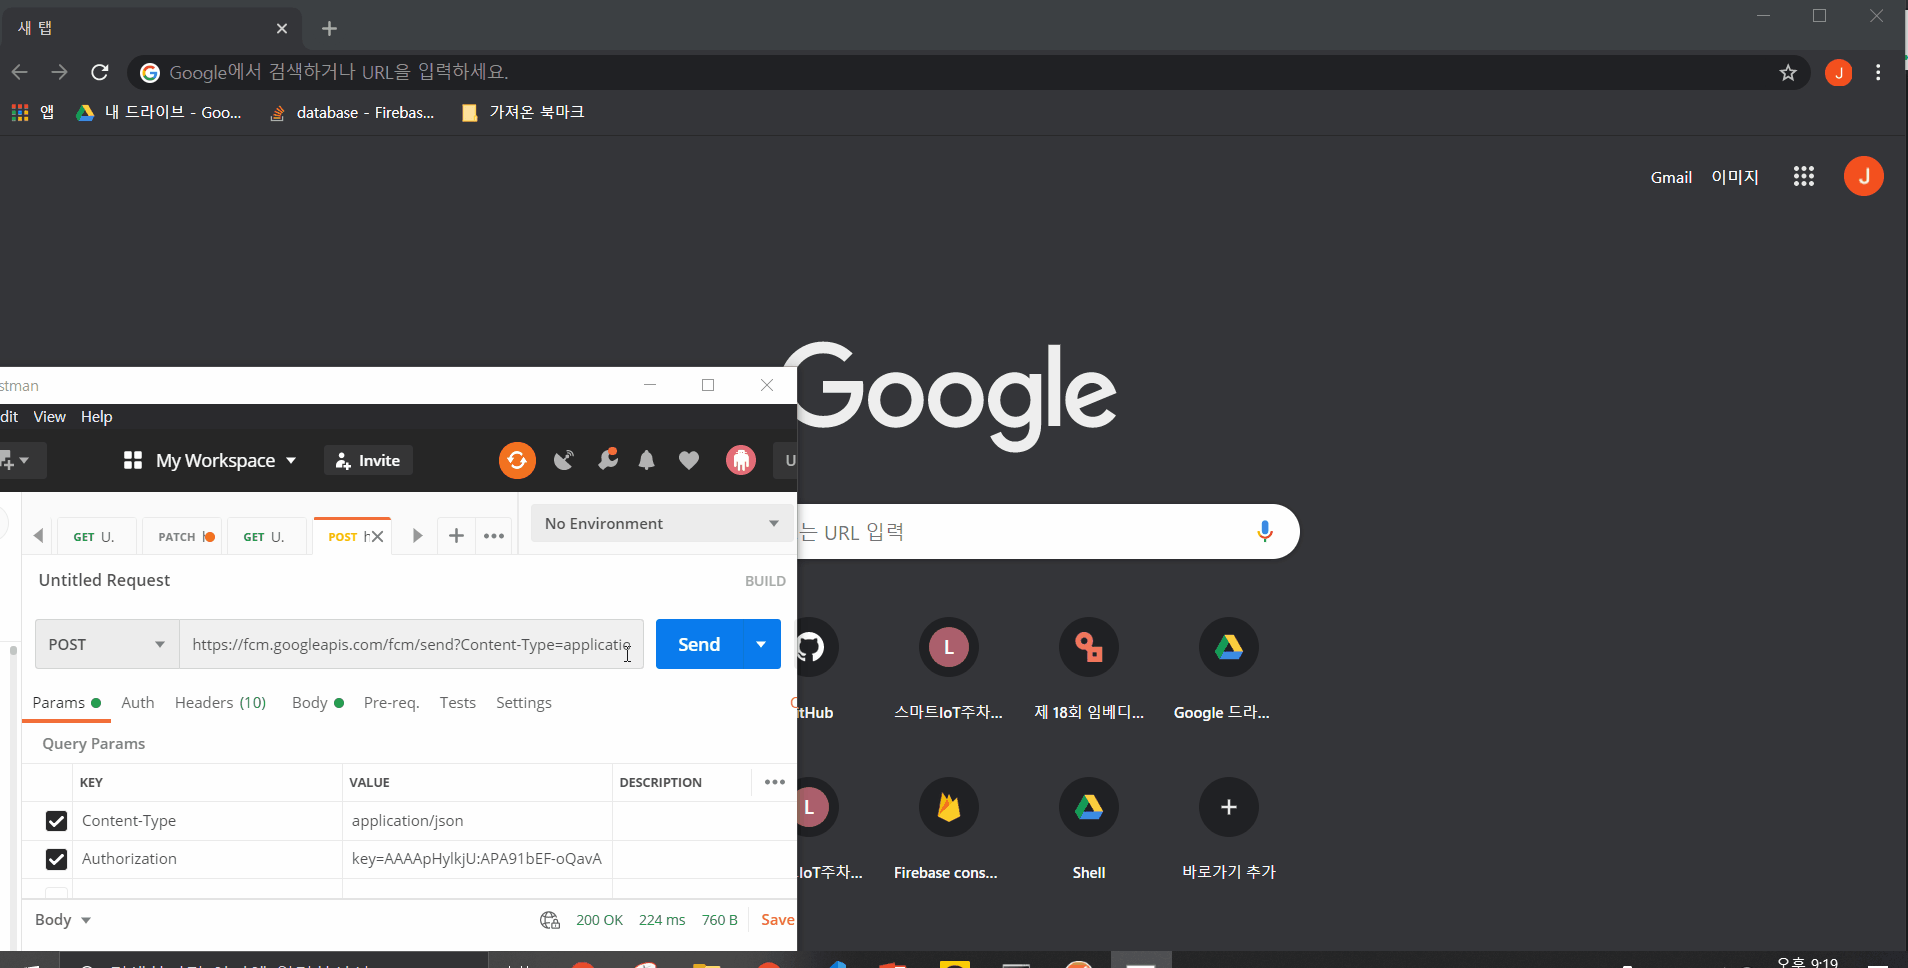 새 탭
Google에서 검색하거나 URL을 입력하세요.
J
앱
내 드라이브 - Goo...
database - Firebas...
가져온 북마크
Gmail
이미지
J
Google
stman
dit View Help
My Workspace
Invite
U
GET U.
PATCH
GET U.
POST h
No Environment
Untitled Request
BUILD
POST
https://fcm.googleapis.com/fcm/send?Content-Type=applicatio
Send
Params
Auth
Headers (10)
Body
Pre-req.
Tests
Settings
Query Params
KEY VALUE DESCRIPTION
Content-Type application/json
Authorization key=AAAApHylkjU:APA91bEF-oQavA
Body
200 OK 224 ms 760 B Save
는 URL 입력
L
itHub
스마트IoT주차...
제 18회 임베디...
Google 드라...
L
IoT주차...
Firebase cons...
Shell
바로가기 추가
오후 9:19